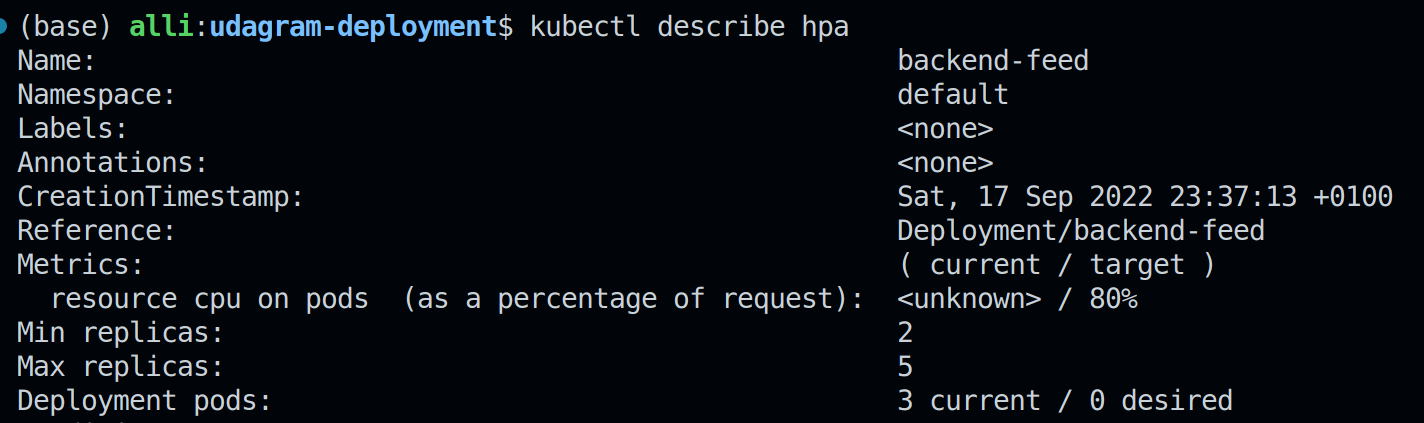 (base) alli:udagram-deployment$ kubectl describe hpa
Name: backend-feed
Namespace: default
Labels: <none>
Annotations: <none>
CreationTimestamp: Sat, 17 Sep 2022 23:37:13 +0100
Reference: Deployment/backend-feed
Metrics: ( current / target )
resource cpu on pods (as a percentage of request): <unknown> / 80%
Min replicas: 2
Max replicas: 5
Deployment pods: 3 current / 0 desired